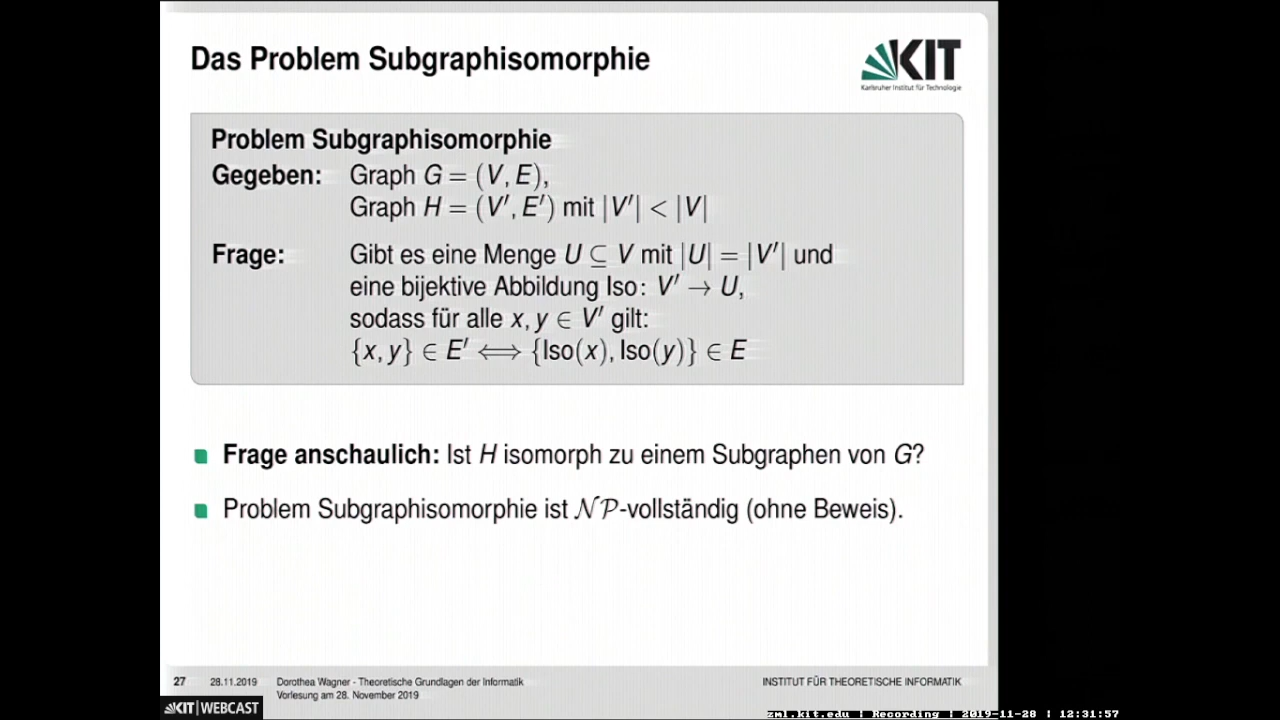 Das Problem Subgraphisomorphie
KIT
Karlsruher Institut für Technologie
Problem Subgraphisomorphie
Gegeben: Graph G = (V, E),
Graph H = (V′, E′) mit |V′| < |V|
Frage: Gibt es eine Menge U ⊆ V mit |U| = |V′| und
eine bijektive Abbildung Iso: V′ → U,
sodass für alle x, y ∈ V′ gilt:
{x, y} ∈ E′ ⟺ {Iso(x), Iso(y)} ∈ E
Frage anschaulich: Ist H isomorph zu einem Subgraphen von G?
Problem Subgraphisomorphie ist 𝒩𝒫-vollständig (ohne Beweis).
27 28.11.2019 Dorothea Wagner - Theoretische Grundlagen der Informatik INSTITUT FÜR THEORETISCHE INFORMATIK
Vorlesung am 28. November 2019
KIT | WEBCAST
zml.kit.edu | Recording | 2019-11-28 | 12:31:57